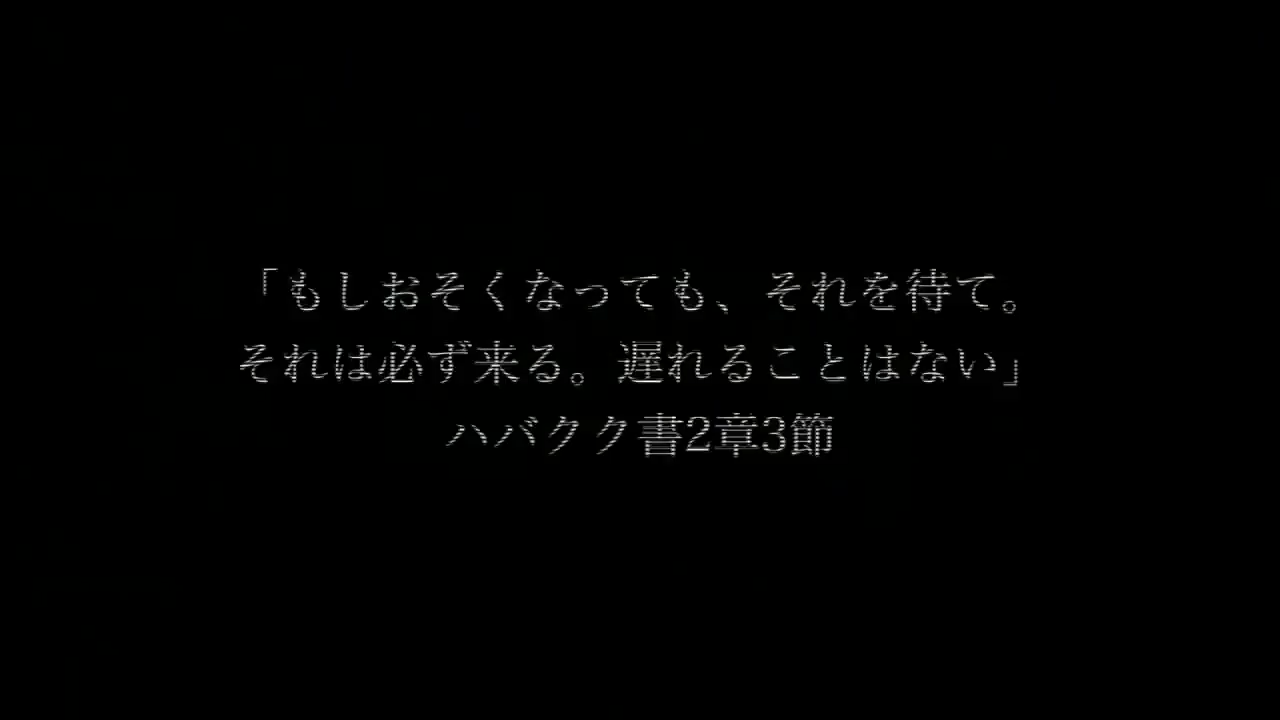 「もしおそくなっても、それを待て。
それは必ず来る。遅れることはない」
ハバクク書2章3節